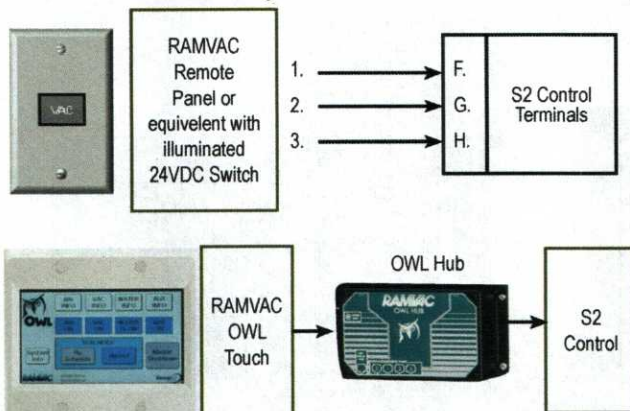 VAC
RAMVAC
Remote
Panel or
equivelent with
illuminated
24VDC Switch
1.
2.
3.
F.
G.
H.
S2 Control
Terminals
OWL
RAMVAC
RAMVAC
OWL
Touch
OWL Hub
RAMVAC
OWL HUB
S2
Control